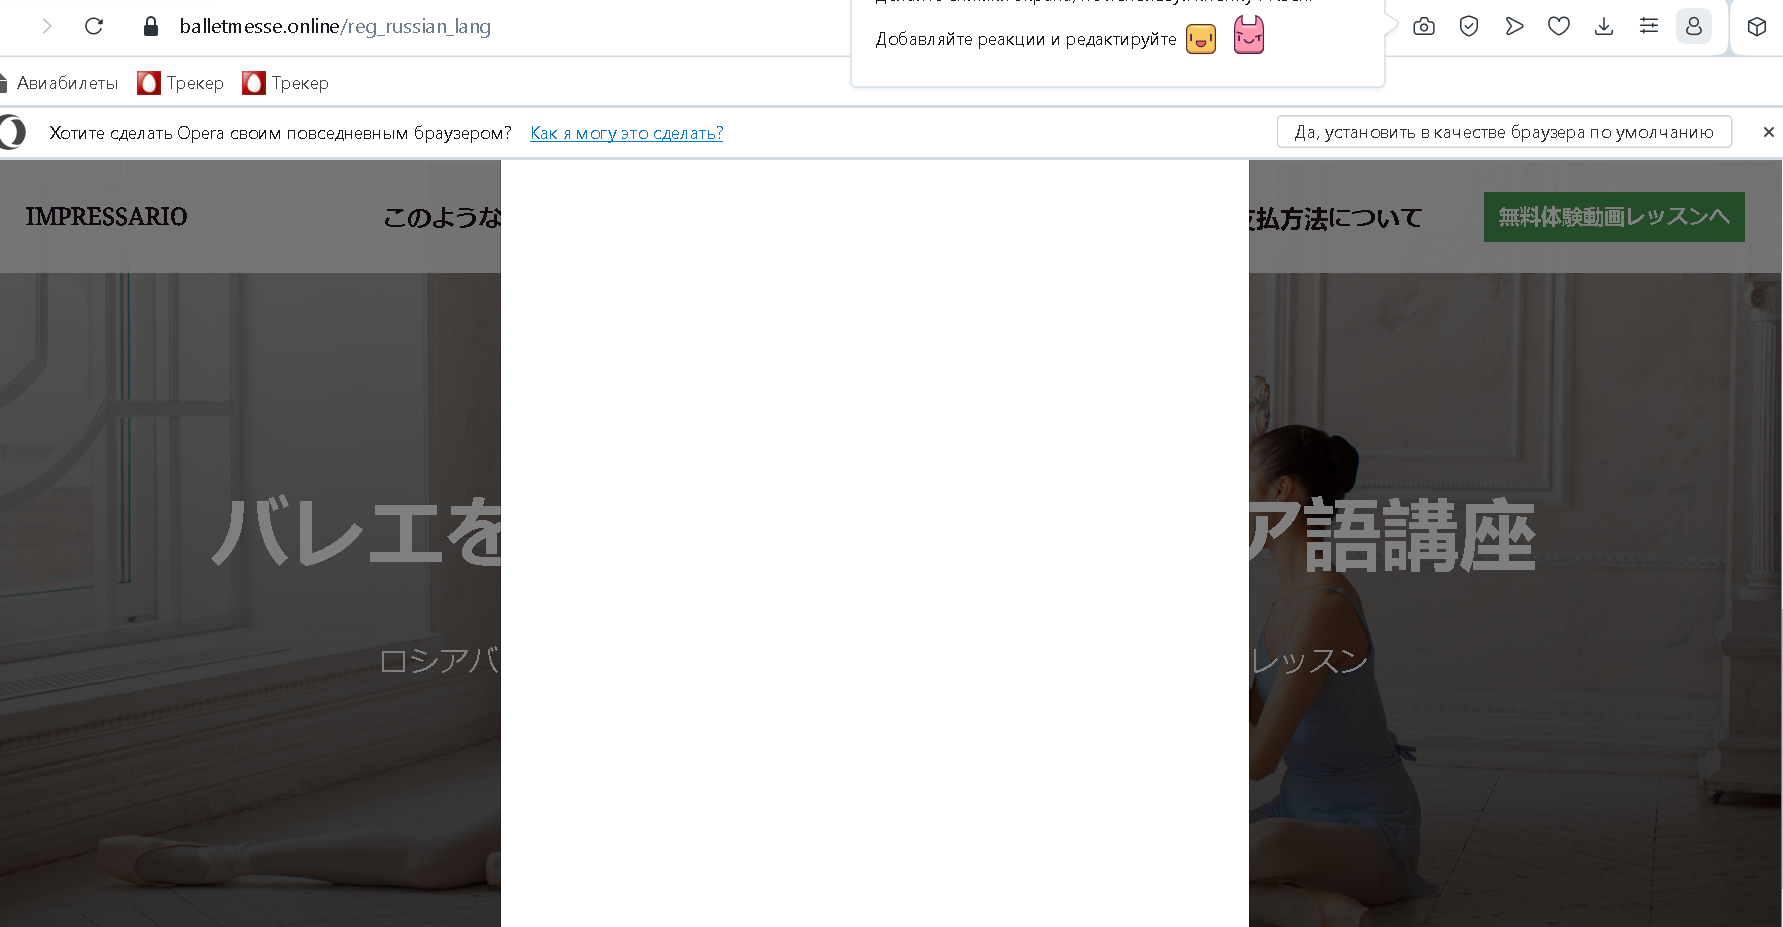 balletmesse.online/reg_russian_lang
Добавляйте реакции и редактируйте
Авиабилеты Трекер Трекер
Хотите сделать Opera своим повседневным браузером? Как я могу это сделать? Да, установить в качестве браузера по умолчанию
IMPRESSARIO このような 払方法について 無料体験動画レッスンへ
バレエを ア語講座
ロシアバ レッスン